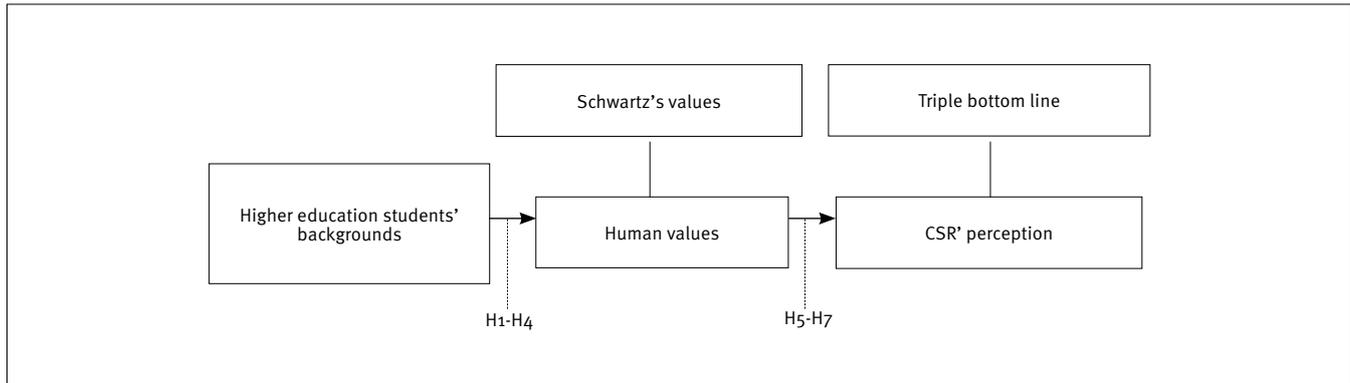 Schwartz's values
Triple bottom line
Higher education students'
backgrounds
Human values
CSR' perception
H1-H4
H5-H7